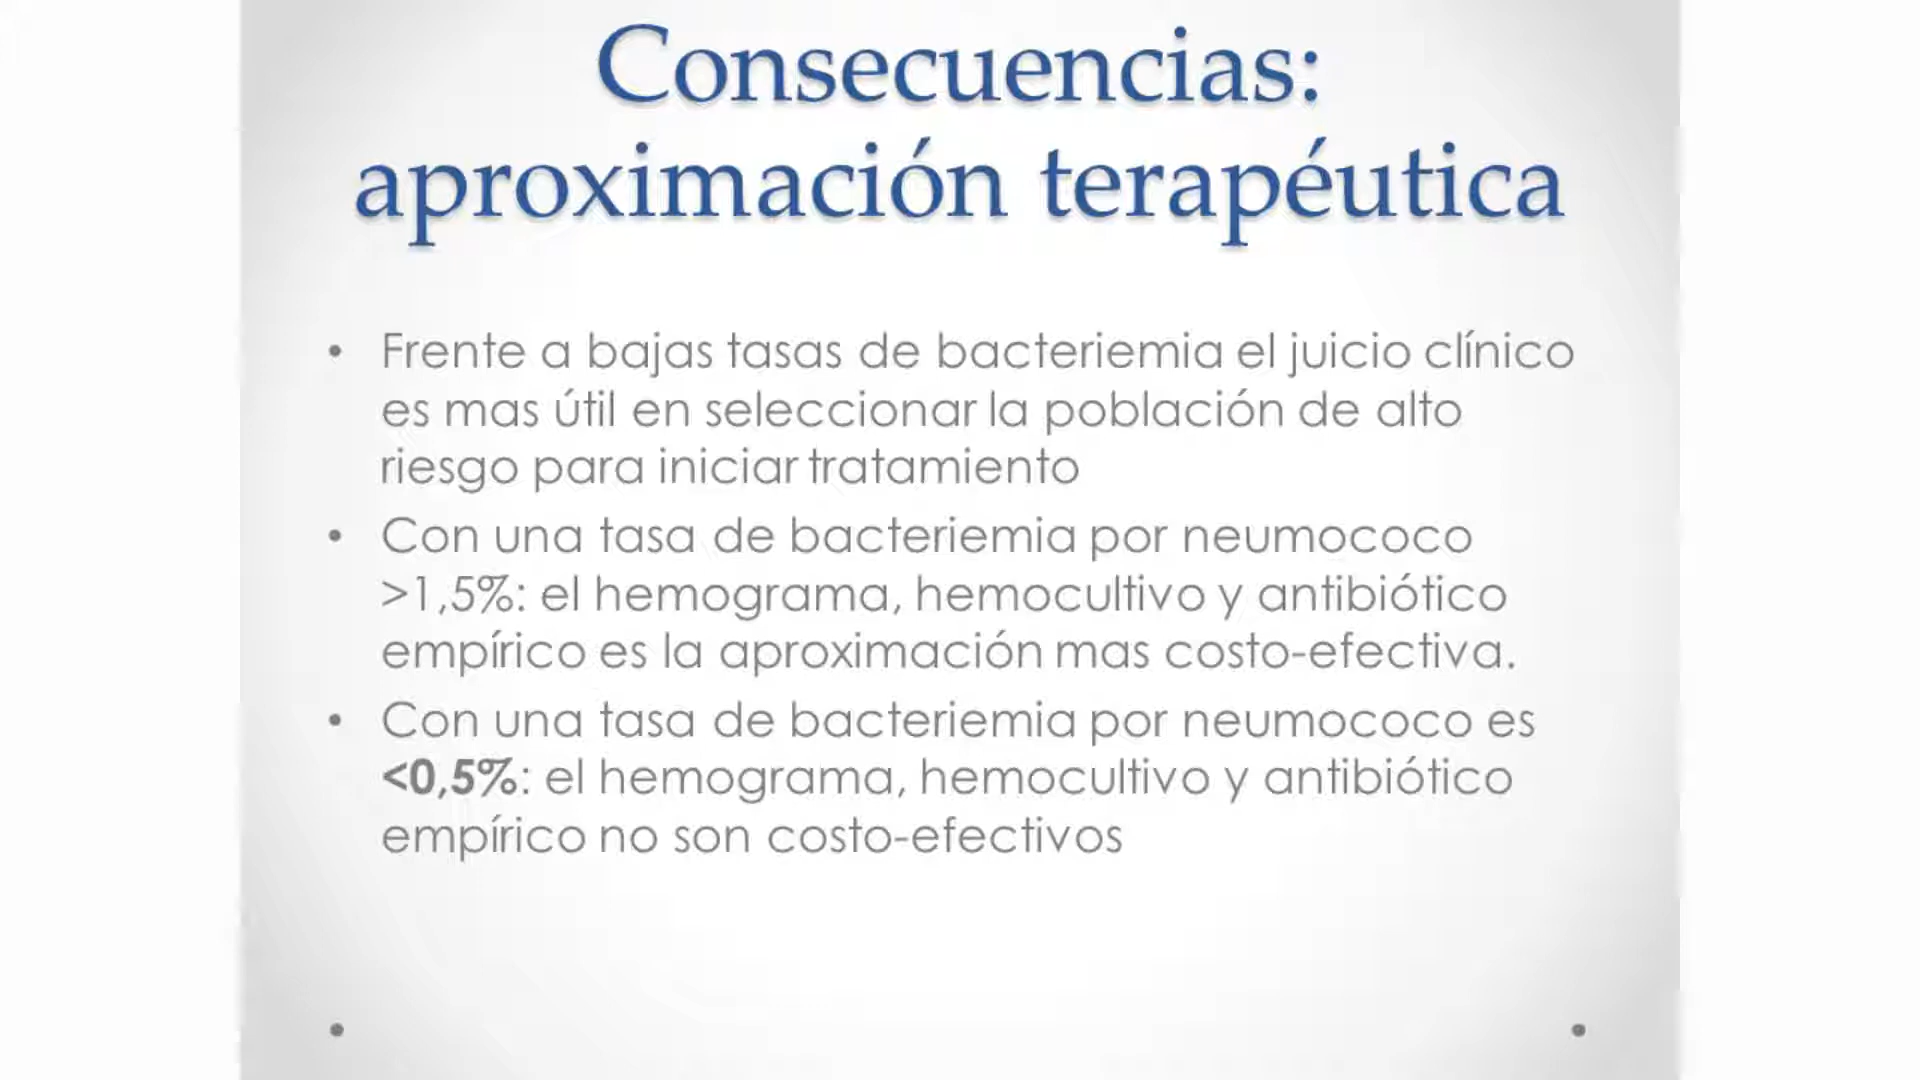 Consecuencias:
aproximación terapéutica
• Frente a bajas tasas de bacteriemia el juicio clínico
es mas útil en seleccionar la población de alto
riesgo para iniciar tratamiento
• Con una tasa de bacteriemia por neumococo
>1,5%: el hemograma, hemocultivo y antibiótico
empírico es la aproximación mas costo-efectiva.
• Con una tasa de bacteriemia por neumococo es
<0,5%: el hemograma, hemocultivo y antibiótico
empírico no son costo-efectivos